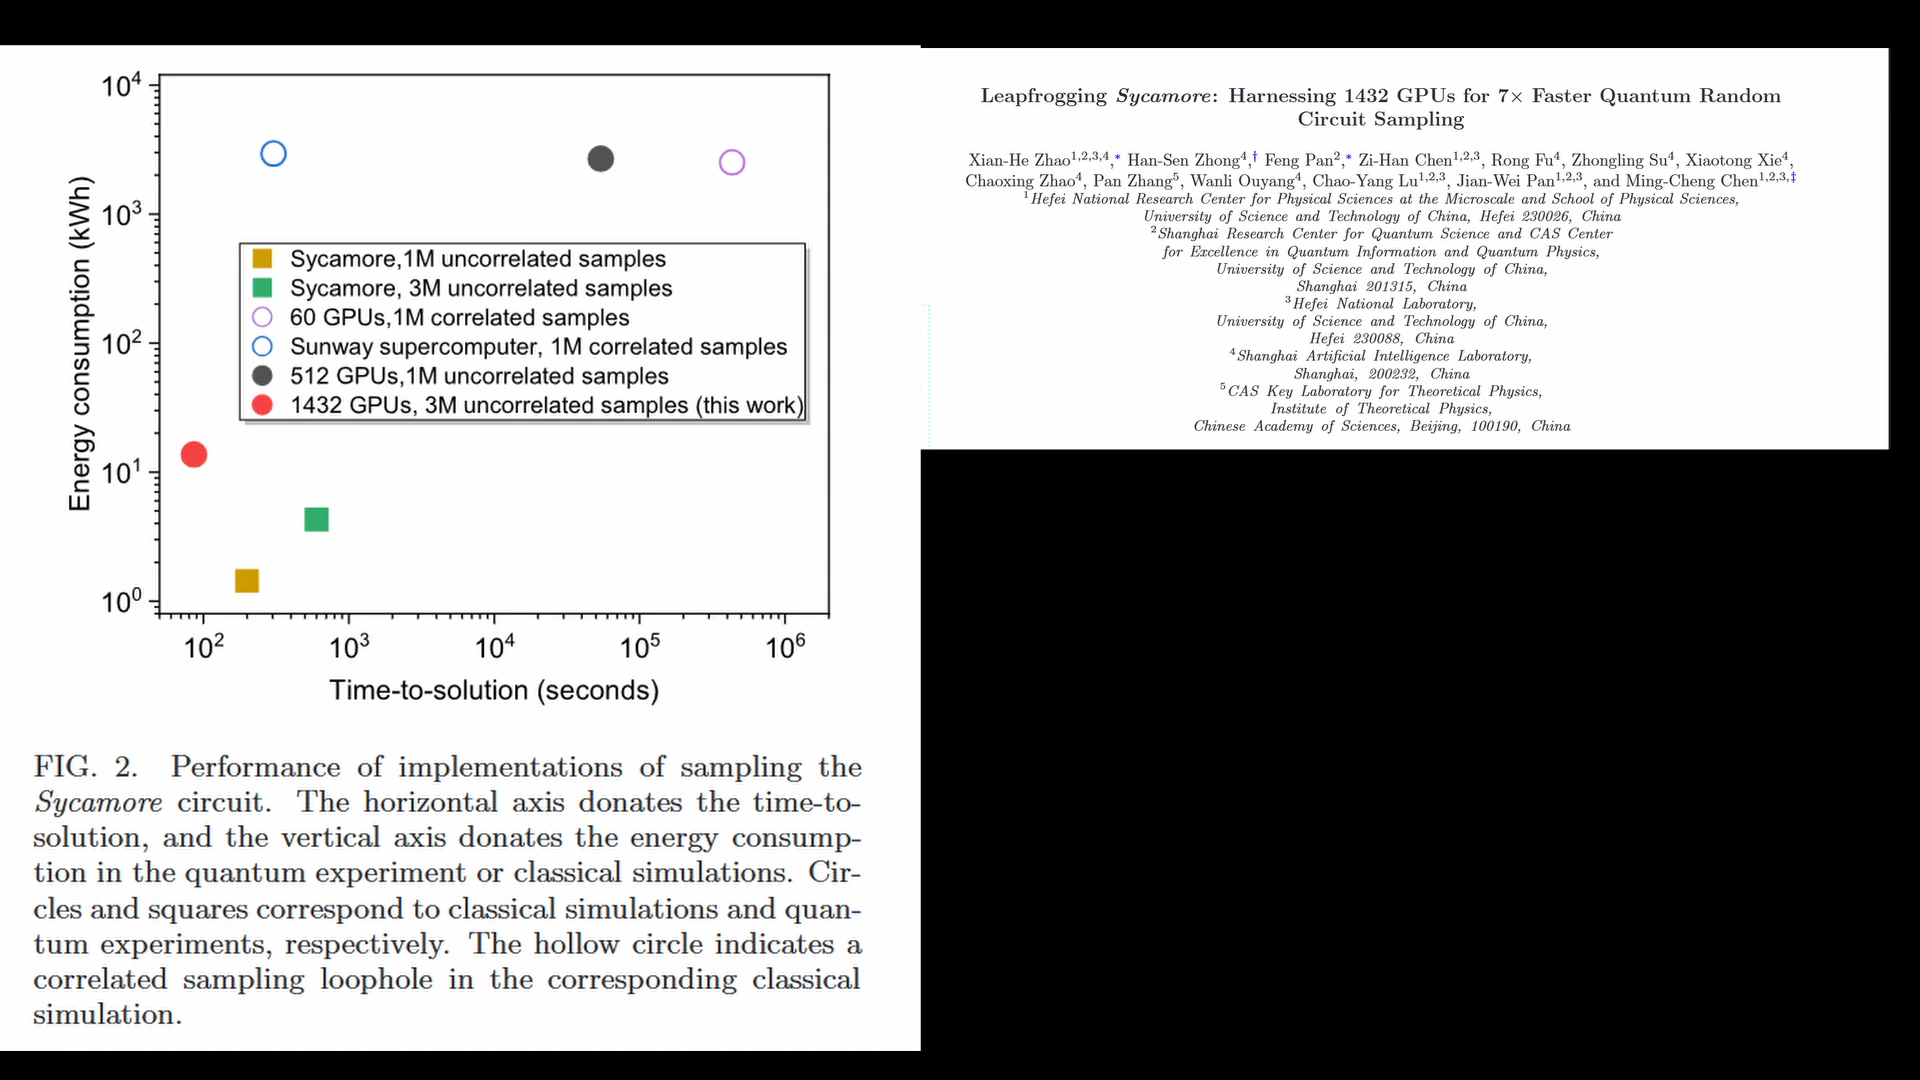 10⁴
10³
10²
10¹
10⁰
Energy consumption (kWh)
Sycamore,1M uncorrelated samples
Sycamore, 3M uncorrelated samples
60 GPUs,1M correlated samples
Sunway supercomputer, 1M correlated samples
512 GPUs,1M uncorrelated samples
1432 GPUs, 3M uncorrelated samples (this work)
10² 10³ 10⁴ 10⁵ 10⁶
Time-to-solution (seconds)
FIG. 2. Performance of implementations of sampling the
Sycamore circuit. The horizontal axis donates the time-to-
solution, and the vertical axis donates the energy consump-
tion in the quantum experiment or classical simulations. Cir-
cles and squares correspond to classical simulations and quan-
tum experiments, respectively. The hollow circle indicates a
correlated sampling loophole in the corresponding classical
simulation.
Leapfrogging Sycamore: Harnessing 1432 GPUs for 7× Faster Quantum Random
Circuit Sampling
Xian-He Zhao¹,²,³,⁴,* Han-Sen Zhong⁴,† Feng Pan²,* Zi-Han Chen¹,²,³, Rong Fu⁴, Zhongling Su⁴, Xiaotong Xie⁴,
Chaoxing Zhao⁴, Pan Zhang⁵, Wanli Ouyang⁴, Chao-Yang Lu¹,²,³, Jian-Wei Pan¹,²,³, and Ming-Cheng Chen¹,²,³,‡
¹Hefei National Research Center for Physical Sciences at the Microscale and School of Physical Sciences,
University of Science and Technology of China, Hefei 230026, China
²Shanghai Research Center for Quantum Science and CAS Center
for Excellence in Quantum Information and Quantum Physics,
University of Science and Technology of China,
Shanghai 201315, China
³Hefei National Laboratory,
University of Science and Technology of China,
Hefei 230088, China
⁴Shanghai Artificial Intelligence Laboratory,
Shanghai, 200232, China
⁵CAS Key Laboratory for Theoretical Physics,
Institute of Theoretical Physics,
Chinese Academy of Sciences, Beijing, 100190, China